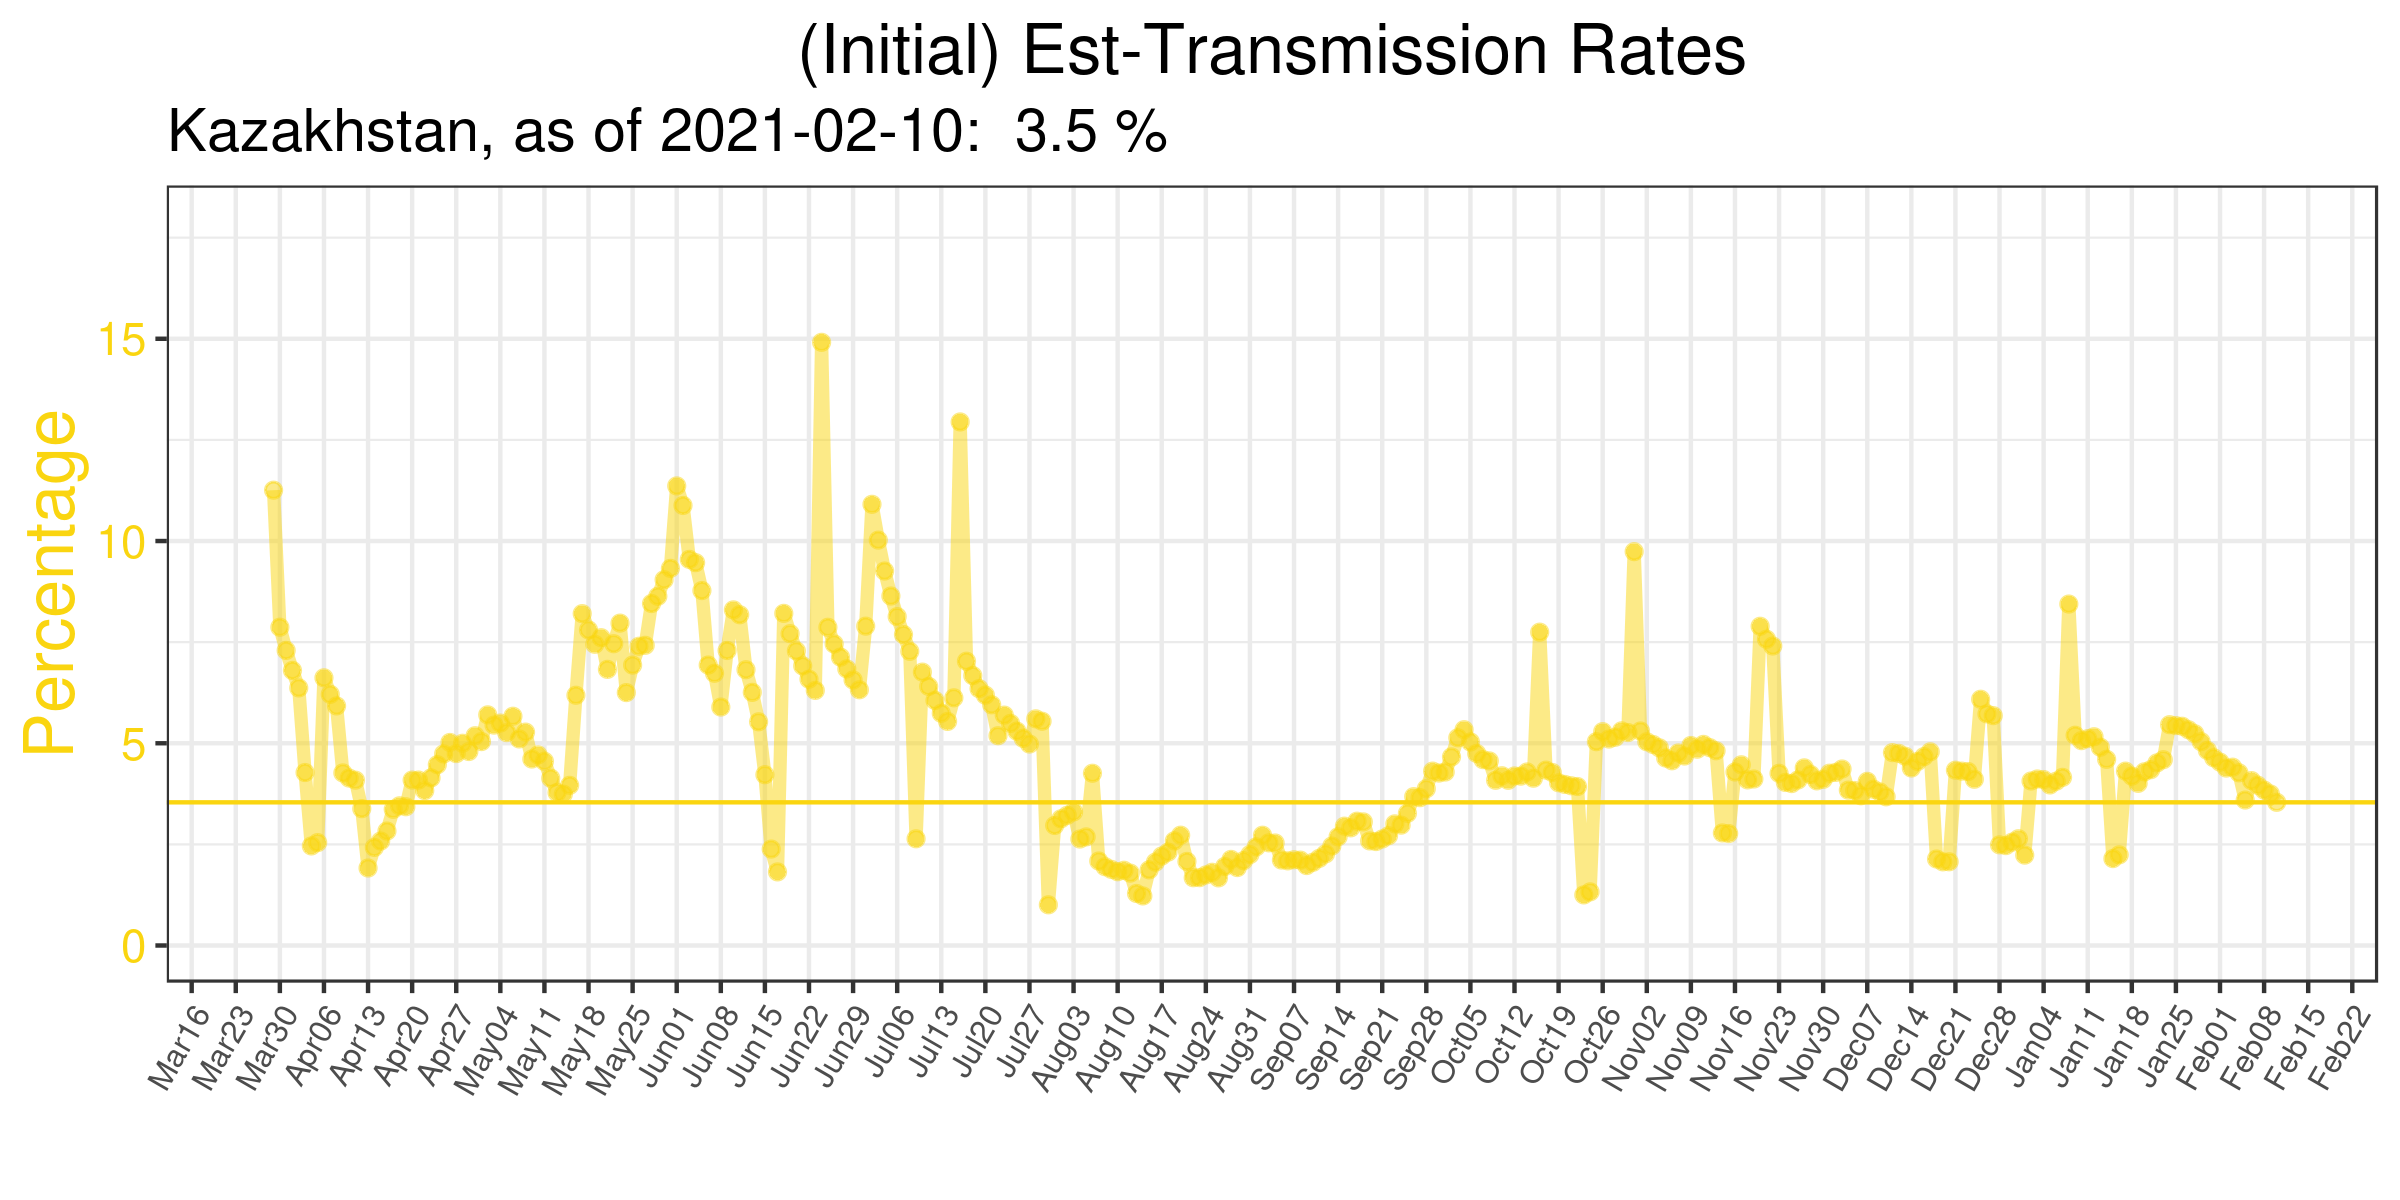 (Initial) Est-Transmission Rates
Kazakhstan, as of 2021-02-10:  3.5 %
Percentage
15
10
5
0
Mar16
Mar23
Mar30
Apr06
Apr13
Apr20
Apr27
May04
May11
May18
May25
Jun01
Jun08
Jun15
Jun22
Jun29
Jul06
Jul13
Jul20
Jul27
Aug03
Aug10
Aug17
Aug24
Aug31
Sep07
Sep14
Sep21
Sep28
Oct05
Oct12
Oct19
Oct26
Nov02
Nov09
Nov16
Nov23
Nov30
Dec07
Dec14
Dec21
Dec28
Jan04
Jan11
Jan18
Jan25
Feb01
Feb08
Feb15
Feb22